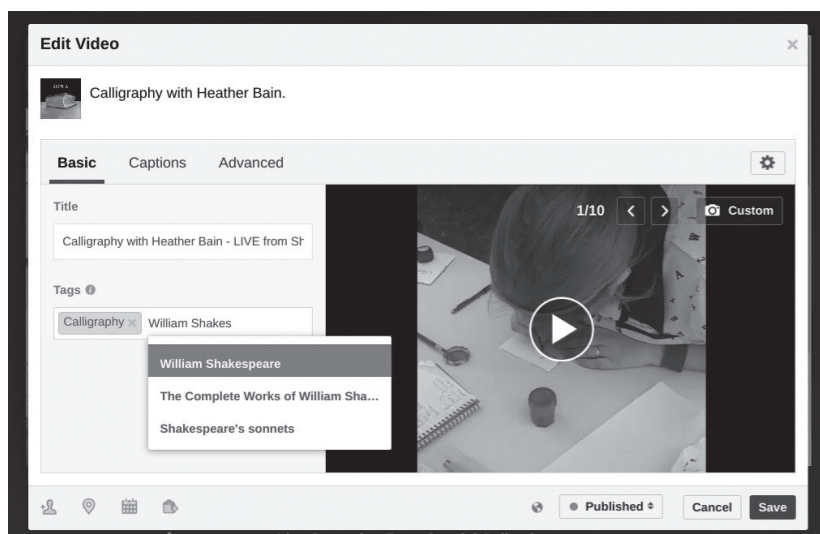 Edit Video
IOWA
Calligraphy with Heather Bain.
Basic Captions Advanced
Title
1/10 Custom
Calligraphy with Heather Bain - LIVE from Sh
Tags
Calligraphy × William Shakes
William Shakespeare
The Complete Works of William Sha...
Shakespeare's sonnets
Published Cancel Save